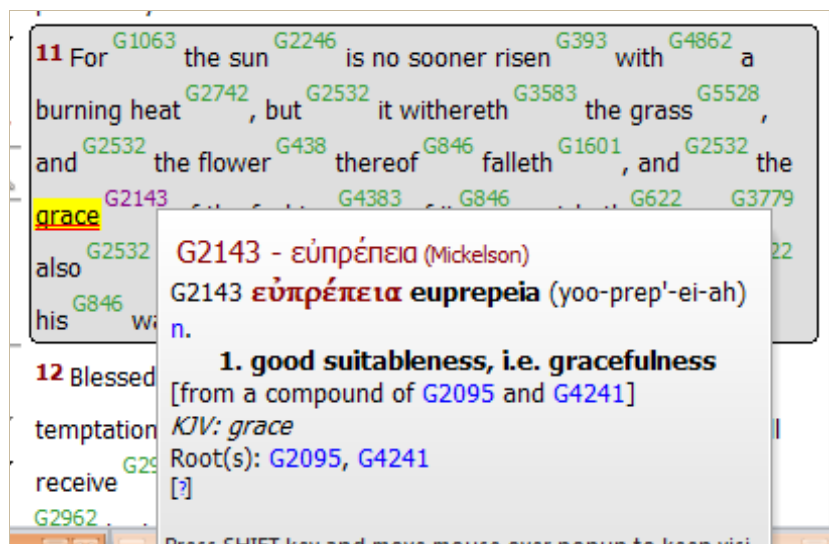 11 For G1063 the sun G2246 is no sooner risen G393 with G4862 a
burning heat G2742 , but G2532 it withereth G3583 the grass G5528 ,
and G2532 the flower G438 thereof G846 falleth G1601 , and G2532 the
grace G2143 G4383 G846 G622 G3779
also G2532 22
his G846
G2143 - εὐπρέπεια (Mickelson)
G2143 εὐπρέπεια euprepeia (yoo-prep'-ei-ah)
n.
1. good suitableness, i.e. gracefulness
[from a compound of G2095 and G4241]
KJV: grace
Root(s): G2095, G4241
[?]
12 Blessed
temptation
receive
G2962